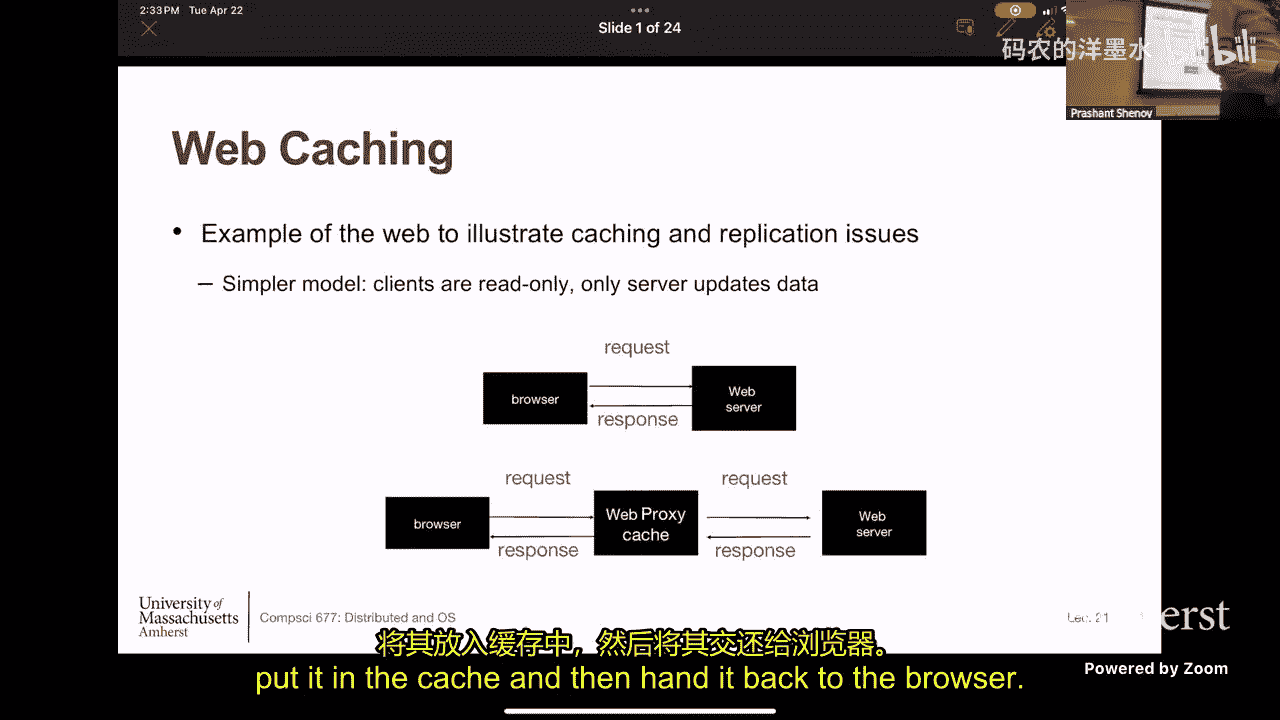 2:33 PM Tue Apr 22
Slide 1 of 24
码农的洋墨水
bilibili
Prashant Shenoy
Web Caching
• Example of the web to illustrate caching and replication issues
– Simpler model: clients are read-only, only server updates data
request
browser
Web server
response
request
request
browser
Web Proxy cache
Web server
response
response
University of Massachusetts Amherst
Compsci 677: Distributed and OS
Lec. 21
erst
将其放入缓存中，然后将其交还给浏览器。
put it in the cache and then hand it back to the browser.
Powered by Zoom